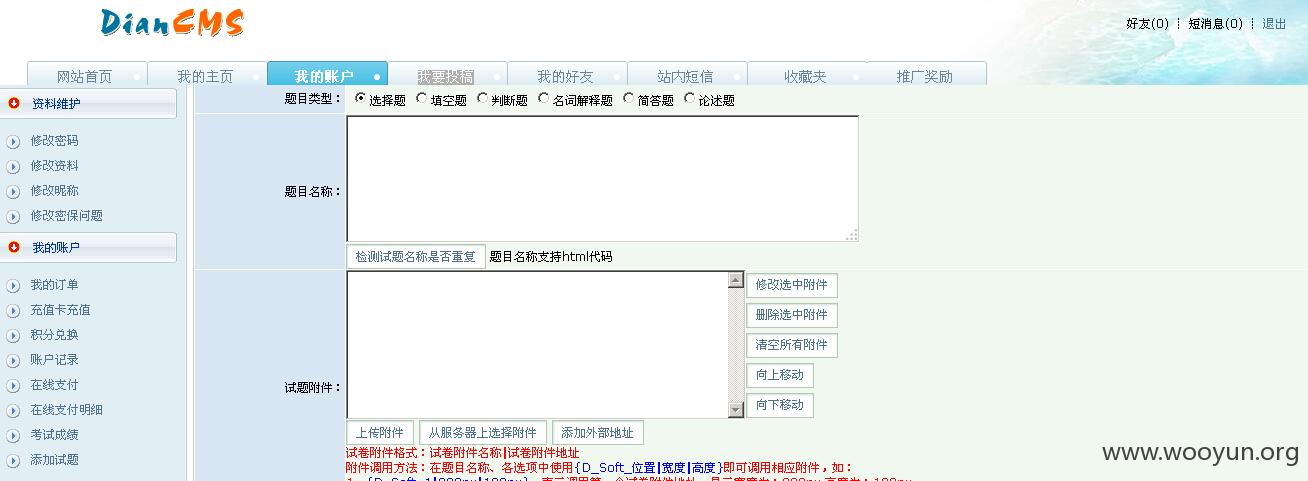 DianCMS
好友(0) ┊ 短消息(0) ┊ 退出
网站首页 我的主页 我的账户 我要投稿 我的好友 站内短信 收藏夹 推广奖励
资料维护
修改密码
修改资料
修改昵称
修改密保问题
我的账户
我的订单
充值卡充值
积分兑换
账户记录
在线支付
在线支付明细
考试成绩
添加试题
题目类型： 选择题 填空题 判断题 名词解释题 简答题 论述题
题目名称：
检测试题名称是否重复 题目名称支持html代码
试题附件：
修改选中附件
删除选中附件
清空所有附件
向上移动
向下移动
上传附件 从服务器上选择附件 添加外部地址
试卷附件格式：试卷附件名称|试卷附件地址
附件调用方法：在题目名称、各选项中使用{D_Soft_位置|宽度|高度}即可调用相应附件，如：
www.wooyun.org